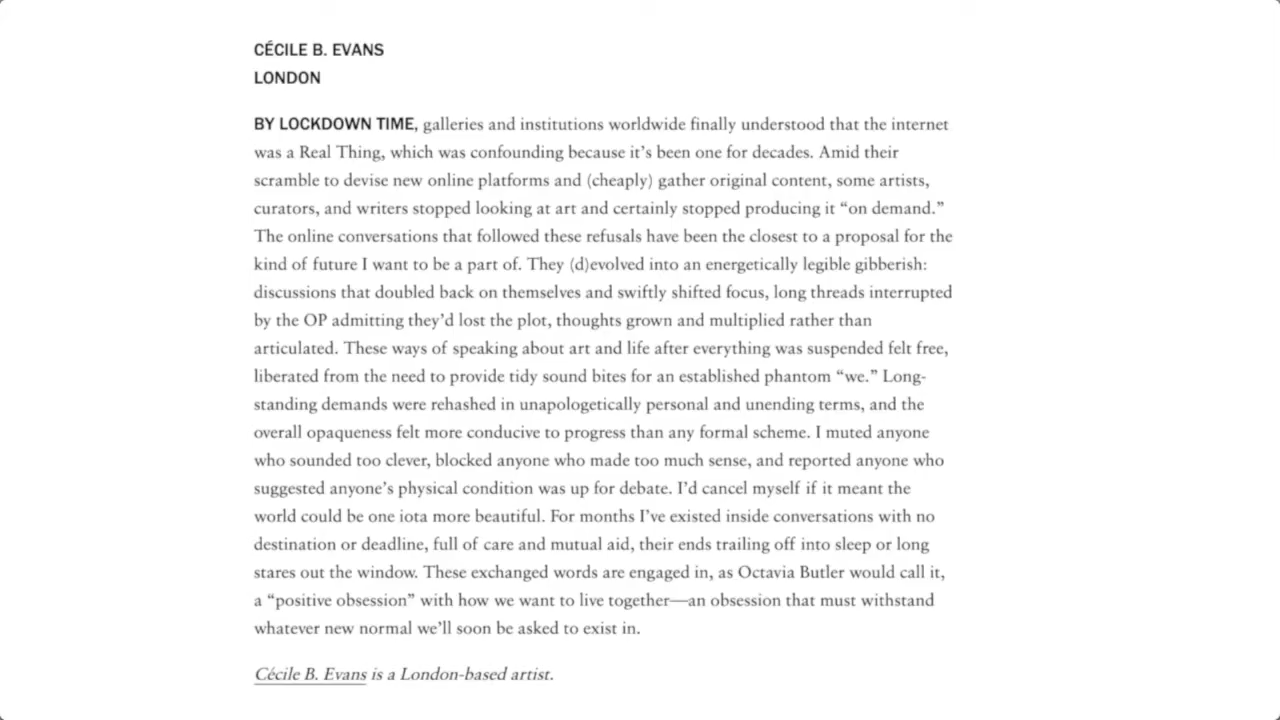 CÉCILE B. EVANS
LONDON
BY LOCKDOWN TIME, galleries and institutions worldwide finally understood that the internet
was a Real Thing, which was confounding because it's been one for decades. Amid their
scramble to devise new online platforms and (cheaply) gather original content, some artists,
curators, and writers stopped looking at art and certainly stopped producing it “on demand.”
The online conversations that followed these refusals have been the closest to a proposal for the
kind of future I want to be a part of. They (d)evolved into an energetically legible gibberish:
discussions that doubled back on themselves and swiftly shifted focus, long threads interrupted
by the OP admitting they'd lost the plot, thoughts grown and multiplied rather than
articulated. These ways of speaking about art and life after everything was suspended felt free,
liberated from the need to provide tidy sound bites for an established phantom “we.” Long-
standing demands were rehashed in unapologetically personal and unending terms, and the
overall opaqueness felt more conducive to progress than any formal scheme. I muted anyone
who sounded too clever, blocked anyone who made too much sense, and reported anyone who
suggested anyone's physical condition was up for debate. I'd cancel myself if it meant the
world could be one iota more beautiful. For months I've existed inside conversations with no
destination or deadline, full of care and mutual aid, their ends trailing off into sleep or long
stares out the window. These exchanged words are engaged in, as Octavia Butler would call it,
a “positive obsession” with how we want to live together—an obsession that must withstand
whatever new normal we'll soon be asked to exist in.
Cécile B. Evans is a London-based artist.